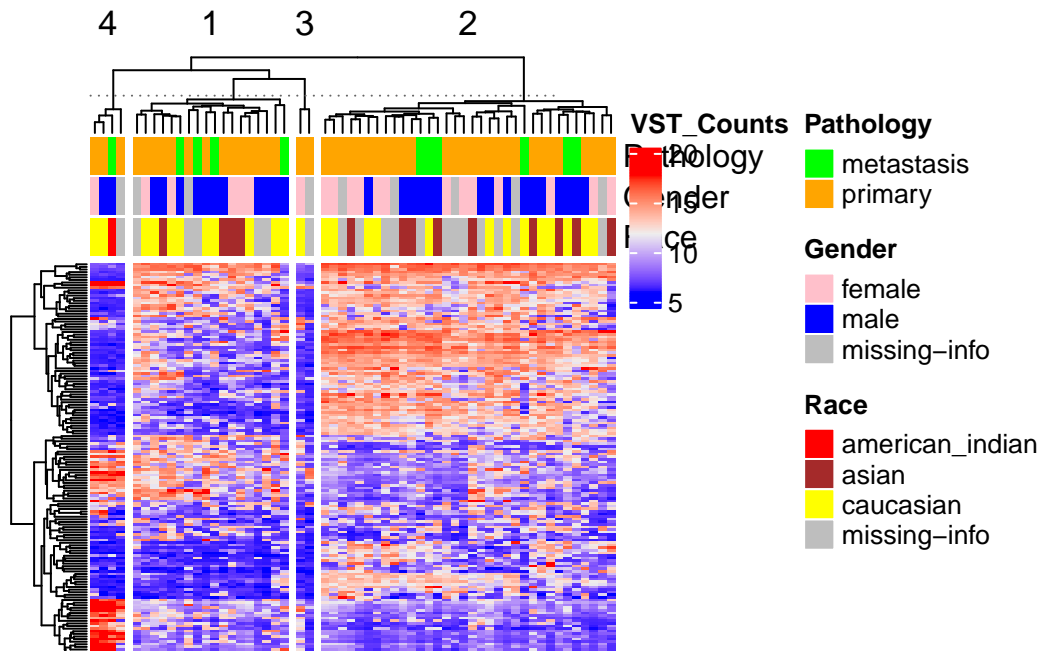 4 1 3 2
VST_Counts
20
15
10
5
Pathology
Gender
Race
Pathology
metastasis
primary
Gender
female
male
missing-info
Race
american_indian
asian
caucasian
missing-info